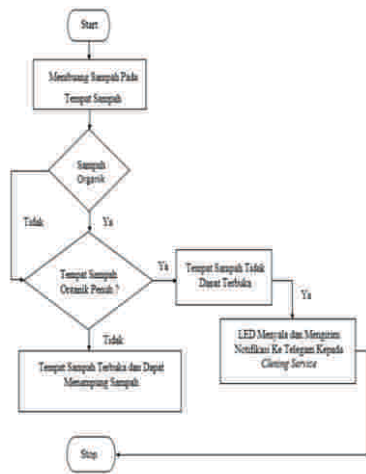 Start
Membuang Sampah Pada
Tempat Sampah
Sampah
Organik
Tidak
Ya
Tempat Sampah
Organik Penuh ?
Ya
Tempat Sampah Tidak
Dapat Terbuka
Ya
LED Menyala dan Mengirim
Notifikasi Ke Telegam Kepada
Clening Service
Tidak
Tempat Sampah Terbuka dan Dapat
Menampung Sampah
Stop